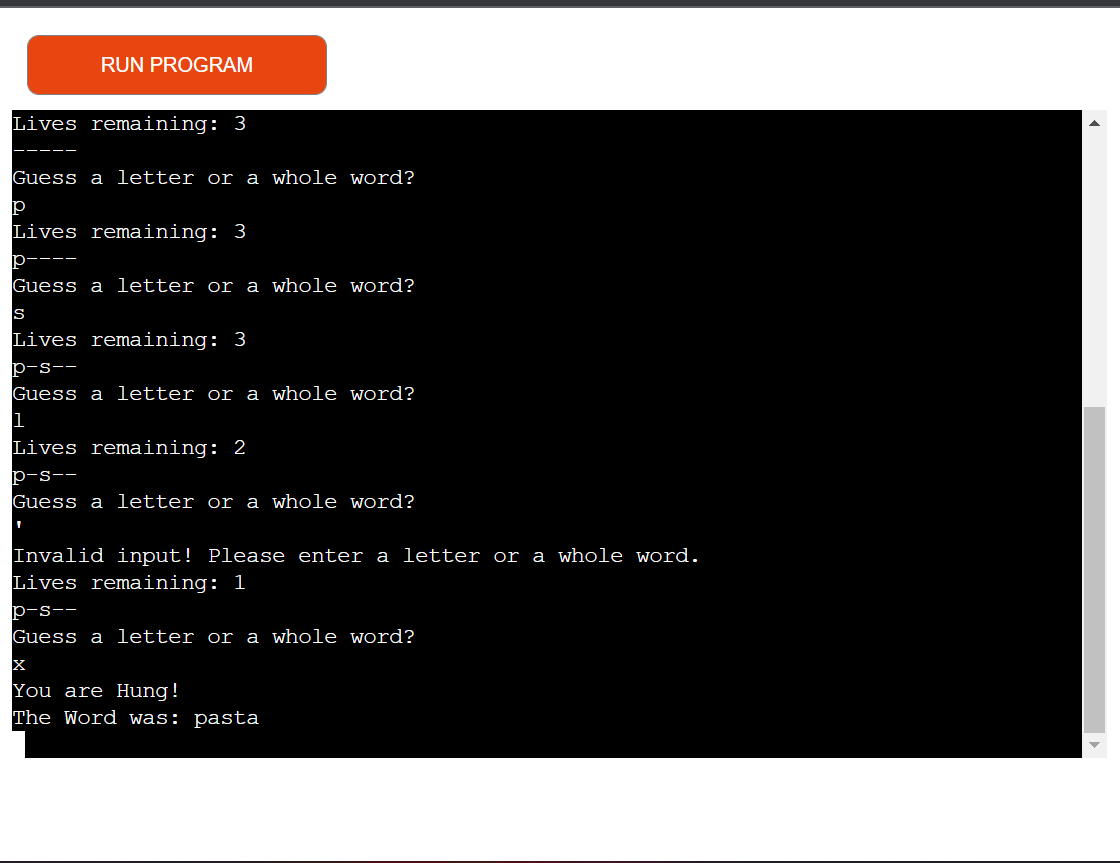 RUN PROGRAM
Lives remaining: 3
-----
Guess a letter or a whole word?
p
Lives remaining: 3
p----
Guess a letter or a whole word?
s
Lives remaining: 3
p-s--
Guess a letter or a whole word?
l
Lives remaining: 2
p-s--
Guess a letter or a whole word?
'
Invalid input! Please enter a letter or a whole word.
Lives remaining: 1
p-s--
Guess a letter or a whole word?
x
You are Hung!
The Word was: pasta